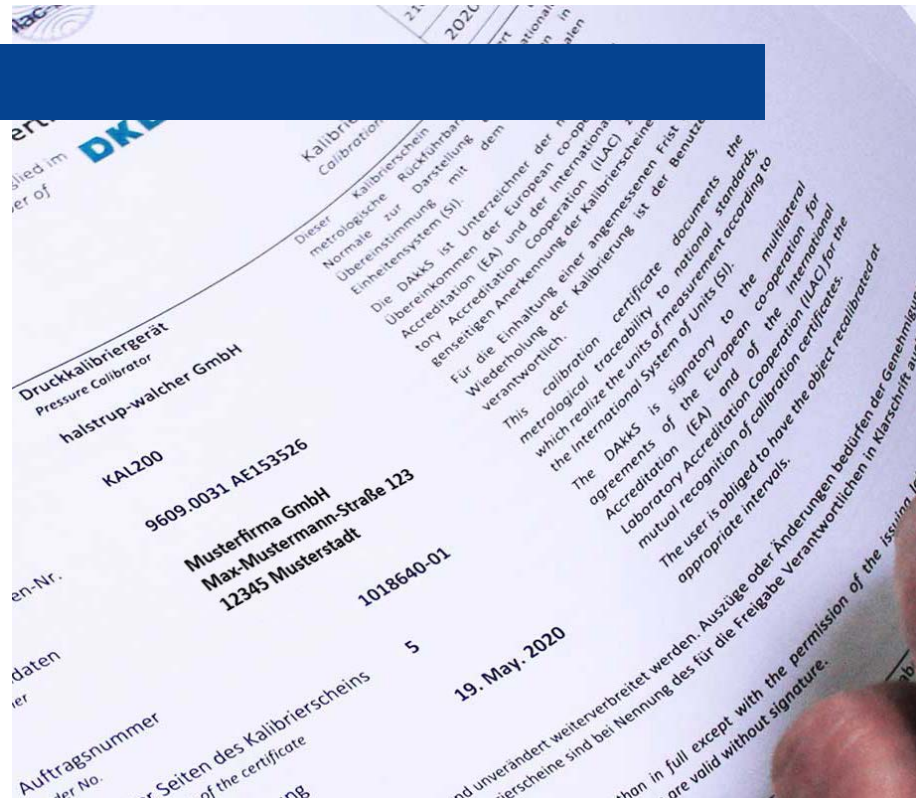 2020
DKD
Kalibrie
Calibration
Druckkalibriergerät
Pressure Calibrator
halstrup-walcher GmbH
KAL200
9609.0031 AE153526
Musterfirma GmbH
Max-Mustermann-Straße 123
12345 Musterstadt
1018640-01
Auftragsnummer
5
Seiten des Kalibrierscheins
of the certificate
19. May. 2020
Dieser Kalibrierschein
metrologische Rückführbar
Normale zur Darstellung
Übereinstimmung mit dem
Einheitensystem (SI).
Die DAkkS ist Unterzeichner der
Übereinkommen der European co-ope
Accreditation (EA) und der International
tory Accreditation Cooperation (ILAC)
genseitigen Anerkennung der Kalibrierscheine
Für die Einhaltung einer angemessenen Frist
Wiederholung der Kalibrierung ist der Benutze
verantwortlich.
This calibration certificate documents the
metrological traceability to national standards,
which realize the units of measurement according to
the International System of Units (SI).
The DAkkS is signatory to the multilateral
agreements of the European co-operation for
Accreditation (EA) and of the International
Laboratory Accreditation Cooperation (ILAC) for the
mutual recognition of calibration certificates.
The user is obliged to have the object recalibrated at
appropriate intervals.
nd unverändert weiterverbreitet werden. Auszüge oder Änderungen bedürfen der Genehmigu
ierscheine sind bei Nennung des für die Freigabe Verantwortlichen in Klarschrift
than in full except with the permission of the issuing
are valid without signature.